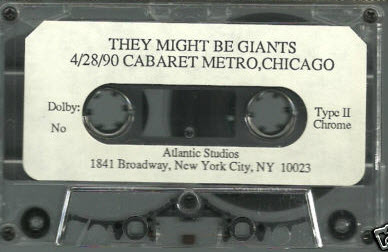 THEY MIGHT BE GIANTS
4/28/90 CABARET METRO,CHICAGO
Dolby:
No
Type II
Chrome
Atlantic Studios
1841 Broadway, New York City, NY 10023